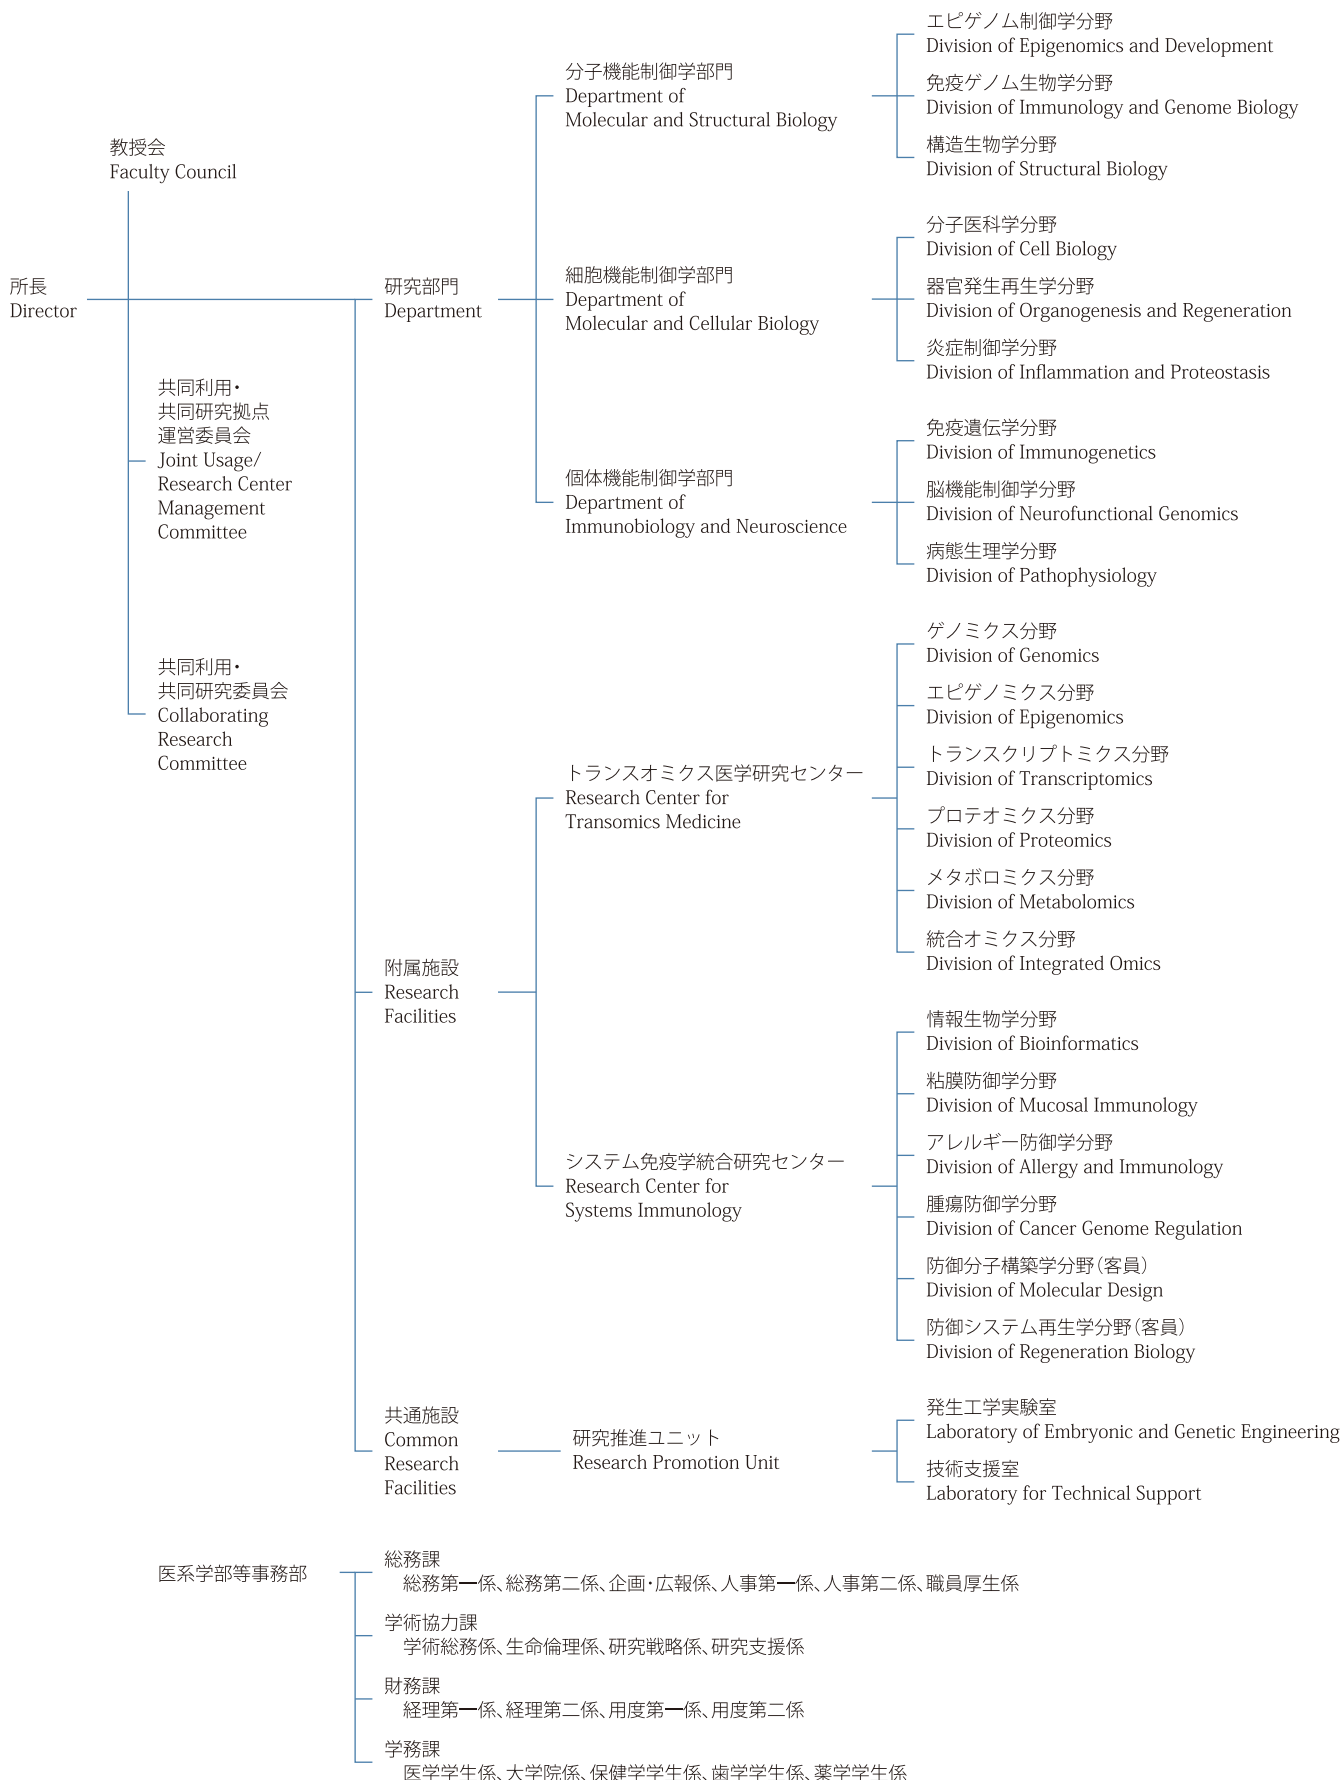 所長
Director
教授会
Faculty Council
共同利用・
共同研究拠点
運営委員会
Joint Usage/
Research Center
Management
Committee
共同利用・
共同研究委員会
Collaborating
Research
Committee
研究部門
Department
分子機能制御学部門
Department of
Molecular and Structural Biology
エピゲノム制御学分野
Division of Epigenomics and Development
免疫ゲノム生物学分野
Division of Immunology and Genome Biology
構造生物学分野
Division of Structural Biology
細胞機能制御学部門
Department of
Molecular and Cellular Biology
分子医科学分野
Division of Cell Biology
器官発生再生学分野
Division of Organogenesis and Regeneration
炎症制御学分野
Division of Inflammation and Proteostasis
個体機能制御学部門
Department of
Immunobiology and Neuroscience
免疫遺伝学分野
Division of Immunogenetics
脳機能制御学分野
Division of Neurofunctional Genomics
病態生理学分野
Division of Pathophysiology
附属施設
Research
Facilities
トランスオミクス医学研究センター
Research Center for
Transomics Medicine
ゲノミクス分野
Division of Genomics
エピゲノミクス分野
Division of Epigenomics
トランスクリプトミクス分野
Division of Transcriptomics
プロテオミクス分野
Division of Proteomics
メタボロミクス分野
Division of Metabolomics
統合オミクス分野
Division of Integrated Omics
システム免疫学統合研究センター
Research Center for
Systems Immunology
情報生物学分野
Division of Bioinformatics
粘膜防御学分野
Division of Mucosal Immunology
アレルギー防御学分野
Division of Allergy and Immunology
腫瘍防御学分野
Division of Cancer Genome Regulation
防御分子構築学分野(客員)
Division of Molecular Design
防御システム再生学分野(客員)
Division of Regeneration Biology
共通施設
Common
Research
Facilities
研究推進ユニット
Research Promotion Unit
発生工学実験室
Laboratory of Embryonic and Genetic Engineering
技術支援室
Laboratory for Technical Support
医系学部等事務部
総務課
総務第一係、総務第二係、企画・広報係、人事第一係、人事第二係、職員厚生係
学術協力課
学術総務係、生命倫理係、研究戦略係、研究支援係
財務課
経理第一係、経理第二係、用度第一係、用度第二係
学務課
医学学生係、大学院係、保健学学生係、歯学学生係、薬学学生係